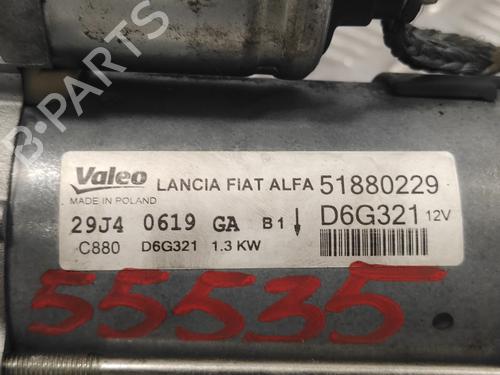 B-PARTS
Valeo LANCIA FIAT ALFA 51880229
MADE IN POLAND
29J4 0619 GA B1 ↓ D6G321 12V
C880 D6G321 1.3 KW
55535